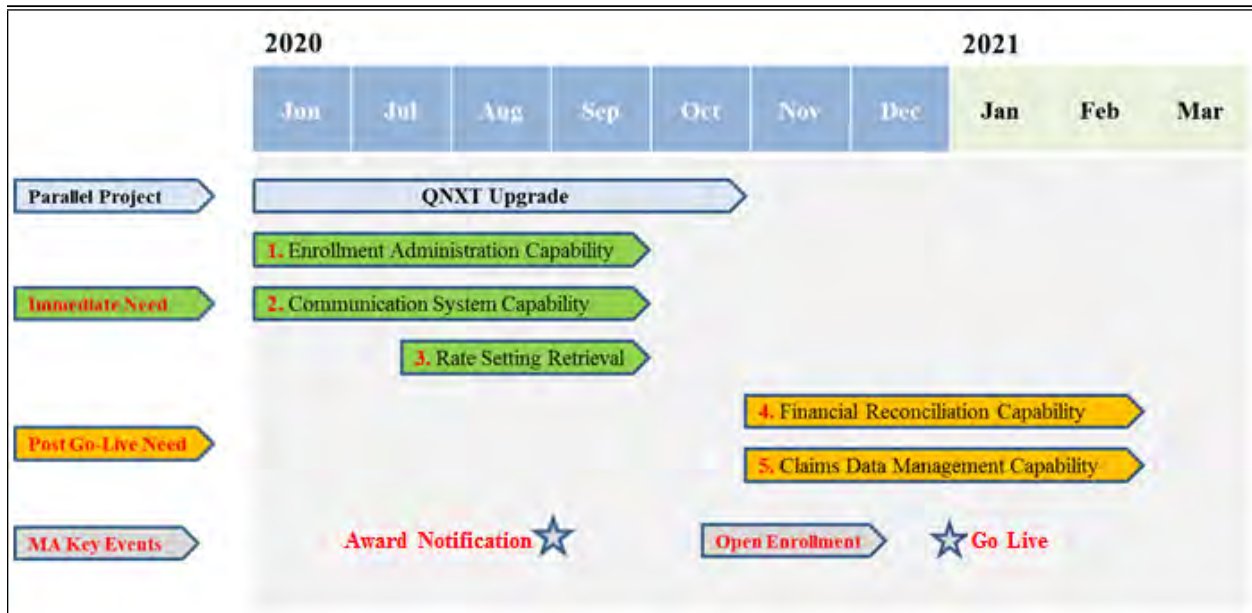 2020 2021
Jun Jul Aug Sep Oct Nov Dec Jan Feb Mar
Parallel Project QNXT Upgrade
1. Enrollment Administration Capability
Immediate Need 2. Communication System Capability
3. Rate Setting Retrieval
4. Financial Reconciliation Capability
Post Go-Live Need
5. Claims Data Management Capability
MA Key Events Award Notification Open Enrollment Go Live